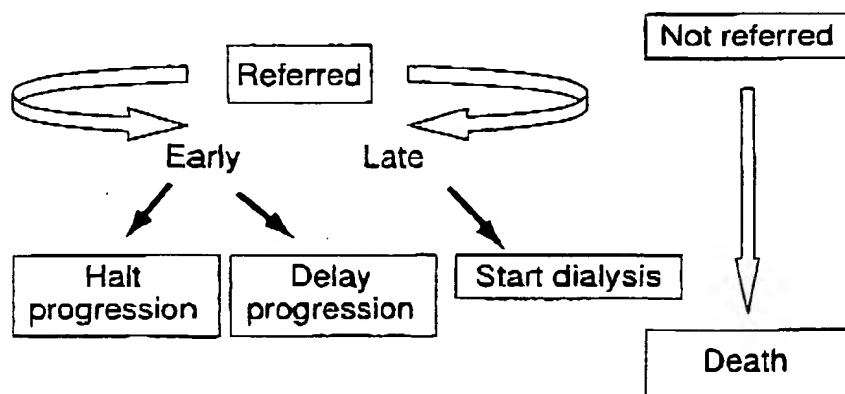 Not referred
Referred
Early
Late
Halt
progression
Delay
progression
Start dialysis
Death